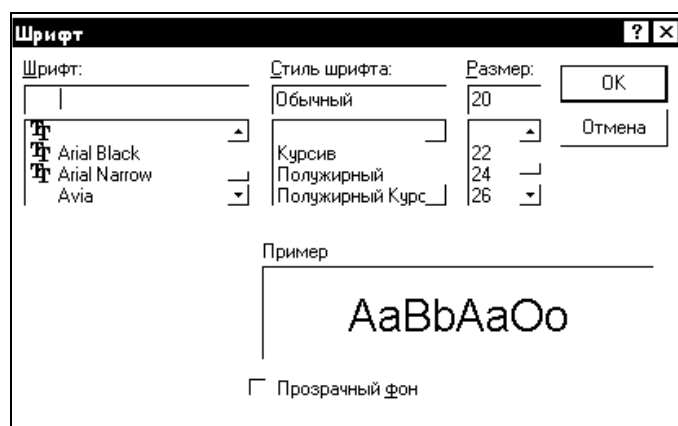 Шрифт
Шрифт: Стиль шрифта: Размер:
Обычный 20 OK
Отмена
Arial Black Курсив 22
Arial Narrow Полужирный 24
Avia Полужирный Курс 26
Пример
AaBbAaOo
Прозрачный фон